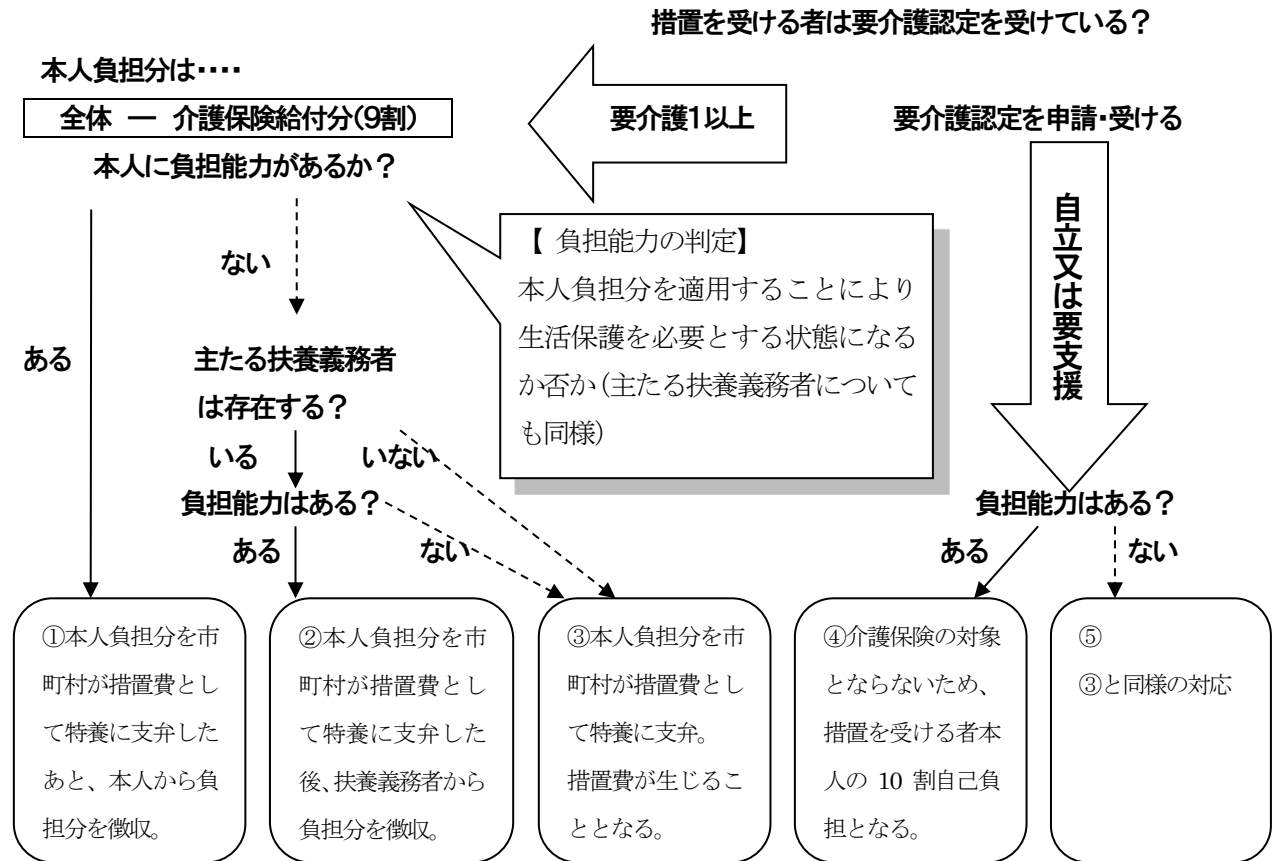 措置を受ける者は要介護認定を受けている？
本人負担分は‥‥
全体 ― 介護保険給付分(9割)
要介護1以上
要介護認定を申請・受ける
本人に負担能力があるか？
自立又は要支援
【 負担能力の判定】
本人負担分を適用することにより
生活保護を必要とする状態になる
か否か(主たる扶養義務者について
も同様)
ない
ある
主たる扶養義務者
は存在する？
いる
いない
負担能力はある？
ある
ない
負担能力はある？
ある
ない
①本人負担分を市
町村が措置費とし
て特養に支弁した
あと、本人から負
担分を徴収。
②本人負担分を市
町村が措置費とし
て特養に支弁した
後、扶養義務者から
負担分を徴収。
③本人負担分を市
町村が措置費とし
て特養に支弁。
措置費が生じるこ
ととなる。
④介護保険の対象
とならないため、
措置を受ける者本
人の 10 割自己負
担となる。
⑤
③と同様の対応